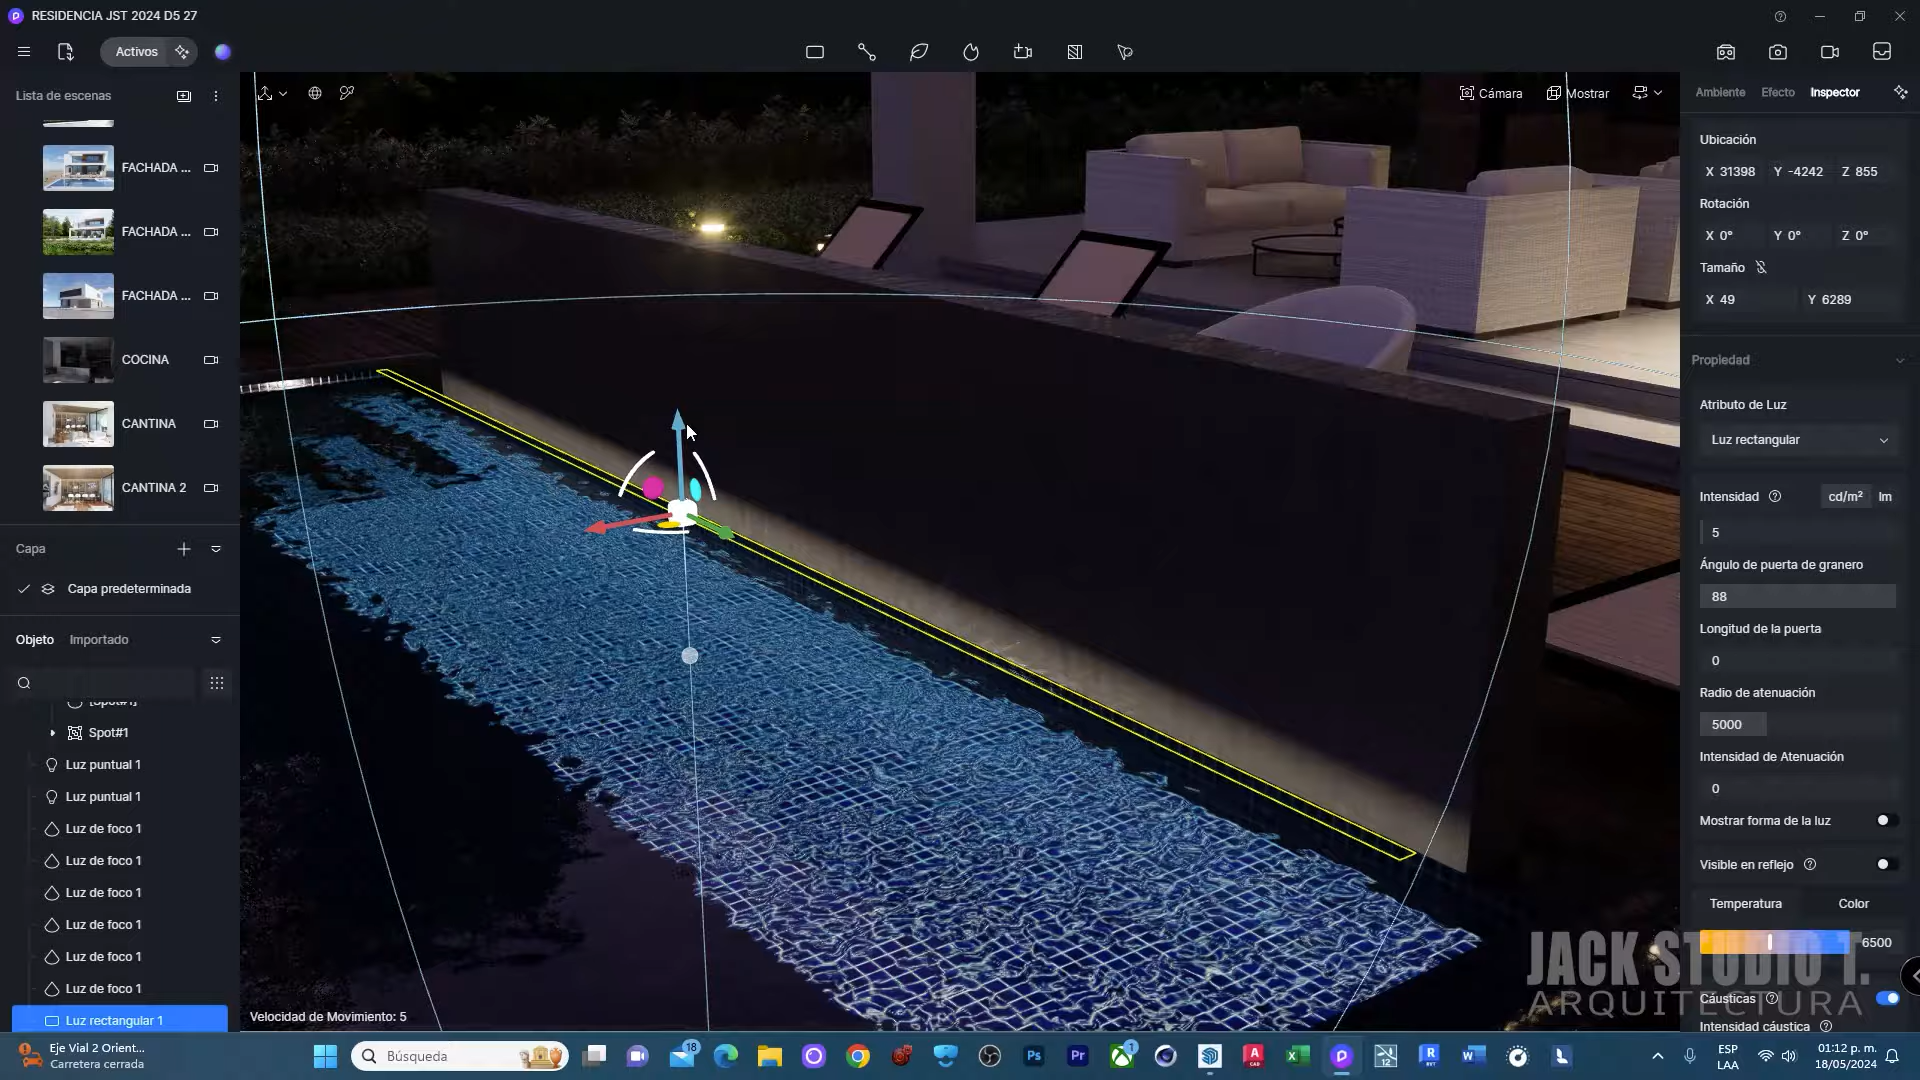 RESIDENCIA JST 2024 D5 27
Activos
Lista de escenas
Cámara
Mostrar
Ambiente
Efecto
Inspector
FACHADA ...
FACHADA ...
FACHADA ...
COCINA
CANTINA
CANTINA 2
Capa
Capa predeterminada
Objeto
Importado
[Spot#1]
Spot#1
Luz puntual 1
Luz puntual 1
Luz de foco 1
Luz de foco 1
Luz de foco 1
Luz de foco 1
Luz de foco 1
Luz de foco 1
Luz rectangular 1
Ubicación
X 31398 Y -4242 Z 855
Rotación
X 0° Y 0° Z 0°
Tamaño
X 49 Y 6289
Propiedad
Atributo de Luz
Luz rectangular
Intensidad cd/m² lm
5
Ángulo de puerta de granero
88
Longitud de la puerta
0
Radio de atenuación
5000
Intensidad de Atenuación
0
Mostrar forma de la luz
Visible en reflejo
Temperatura Color
6500
Cáusticas
Intensidad cáustica
JACK STUDIO T.
ARQUITECTURA
Velocidad de Movimiento: 5
Eje Vial 2 Orient...
Carretera cerrada
Búsqueda
18
Ps
Pr
1
12
ESP
LAA
01:12 p. m.
18/05/2024